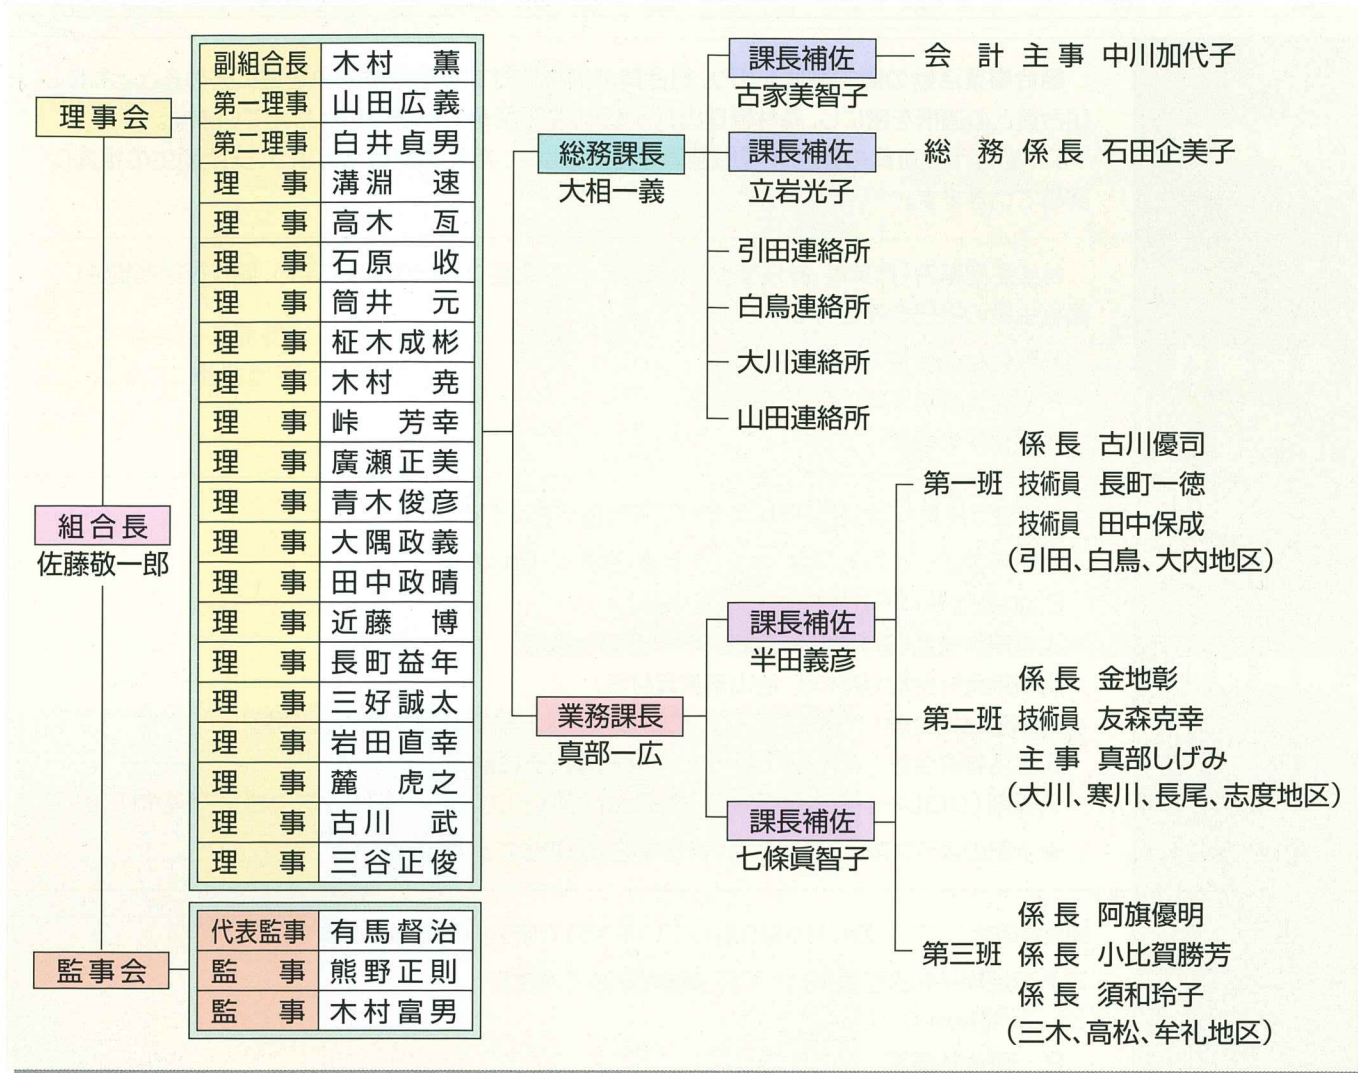 理事会
組合長
佐藤敬一郎
監事会
副組合長 木村 薫
第一理事 山田広義
第二理事 白井貞男
理 事 溝淵 速
理 事 高木 亙
理 事 石原 收
理 事 筒井 元
理 事 柾木成彬
理 事 木村 尭
理 事 峠 芳幸
理 事 廣瀬正美
理 事 青木俊彦
理 事 大隅政義
理 事 田中政晴
理 事 近藤 博
理 事 長町益年
理 事 三好誠太
理 事 岩田直幸
理 事 麓 虎之
理 事 古川 武
理 事 三谷正俊
代表監事 有馬督治
監 事 熊野正則
監 事 木村富男
総務課長
大相一義
課長補佐 会計主事 中川加代子
古家美智子
課長補佐 総務係長 石田企美子
立岩光子
引田連絡所
白鳥連絡所
大川連絡所
山田連絡所
業務課長
真部一広
課長補佐
半田義彦
課長補佐
七條眞智子
係長 古川優司
第一班 技術員 長町一徳
技術員 田中保成
(引田、白鳥、大内地区)
係長 金地彰
第二班 技術員 友森克幸
主事 真部しげみ
(大川、寒川、長尾、志度地区)
係長 阿旗優明
第三班 係長 小比賀勝芳
係長 須和玲子
(三木、高松、牟礼地区)